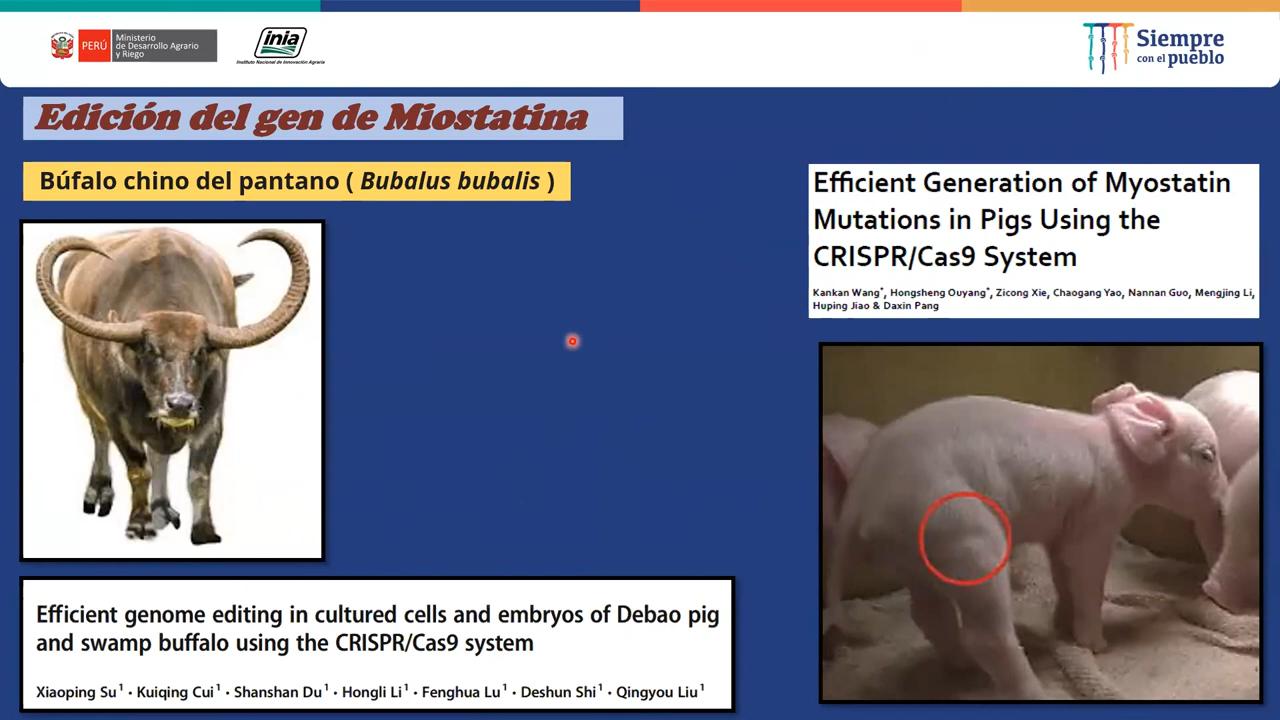 PERÚ
Ministerio
de Desarrollo Agrario
y Riego
inia
Instituto Nacional de Innovación Agraria
Siempre
con el pueblo
Edición del gen de Miostatina
Búfalo chino del pantano ( Bubalus bubalis )
Efficient Generation of Myostatin
Mutations in Pigs Using the
CRISPR/Cas9 System
Kankan Wang*, Hongsheng Ouyang*, Zicong Xie, Chaogang Yao, Nannan Guo, Mengjing Li,
Huping Jiao & Daxin Pang
Efficient genome editing in cultured cells and embryos of Debao pig
and swamp buffalo using the CRISPR/Cas9 system
Xiaoping Su¹ · Kuiqing Cui¹ · Shanshan Du¹ · Hongli Li¹ · Fenghua Lu¹ · Deshun Shi¹ · Qingyou Liu¹